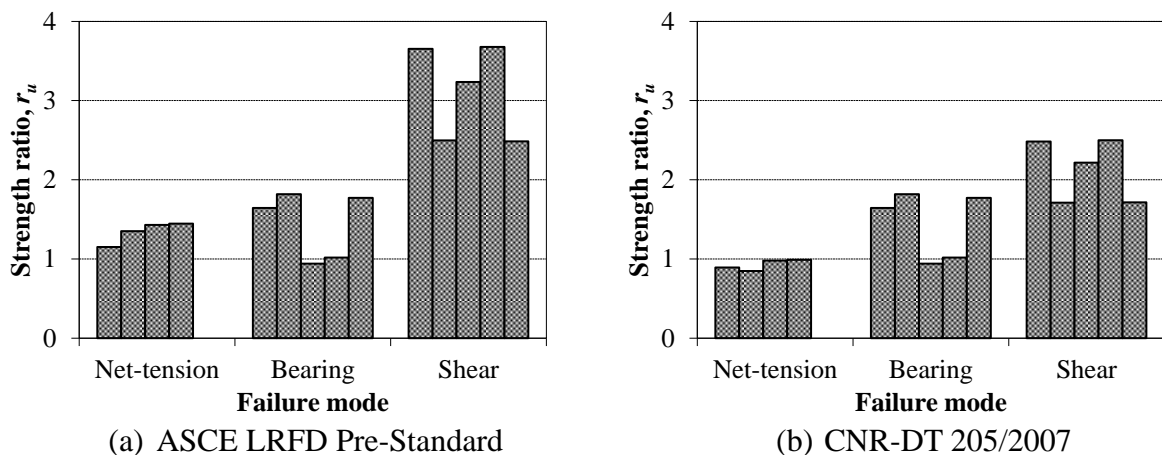 Strength ratio, r_u
4
3
2
1
0
Net-tension Bearing Shear
Failure mode
(a) ASCE LRFD Pre-Standard
Strength ratio, r_u
4
3
2
1
0
Net-tension Bearing Shear
Failure mode
(b) CNR-DT 205/2007